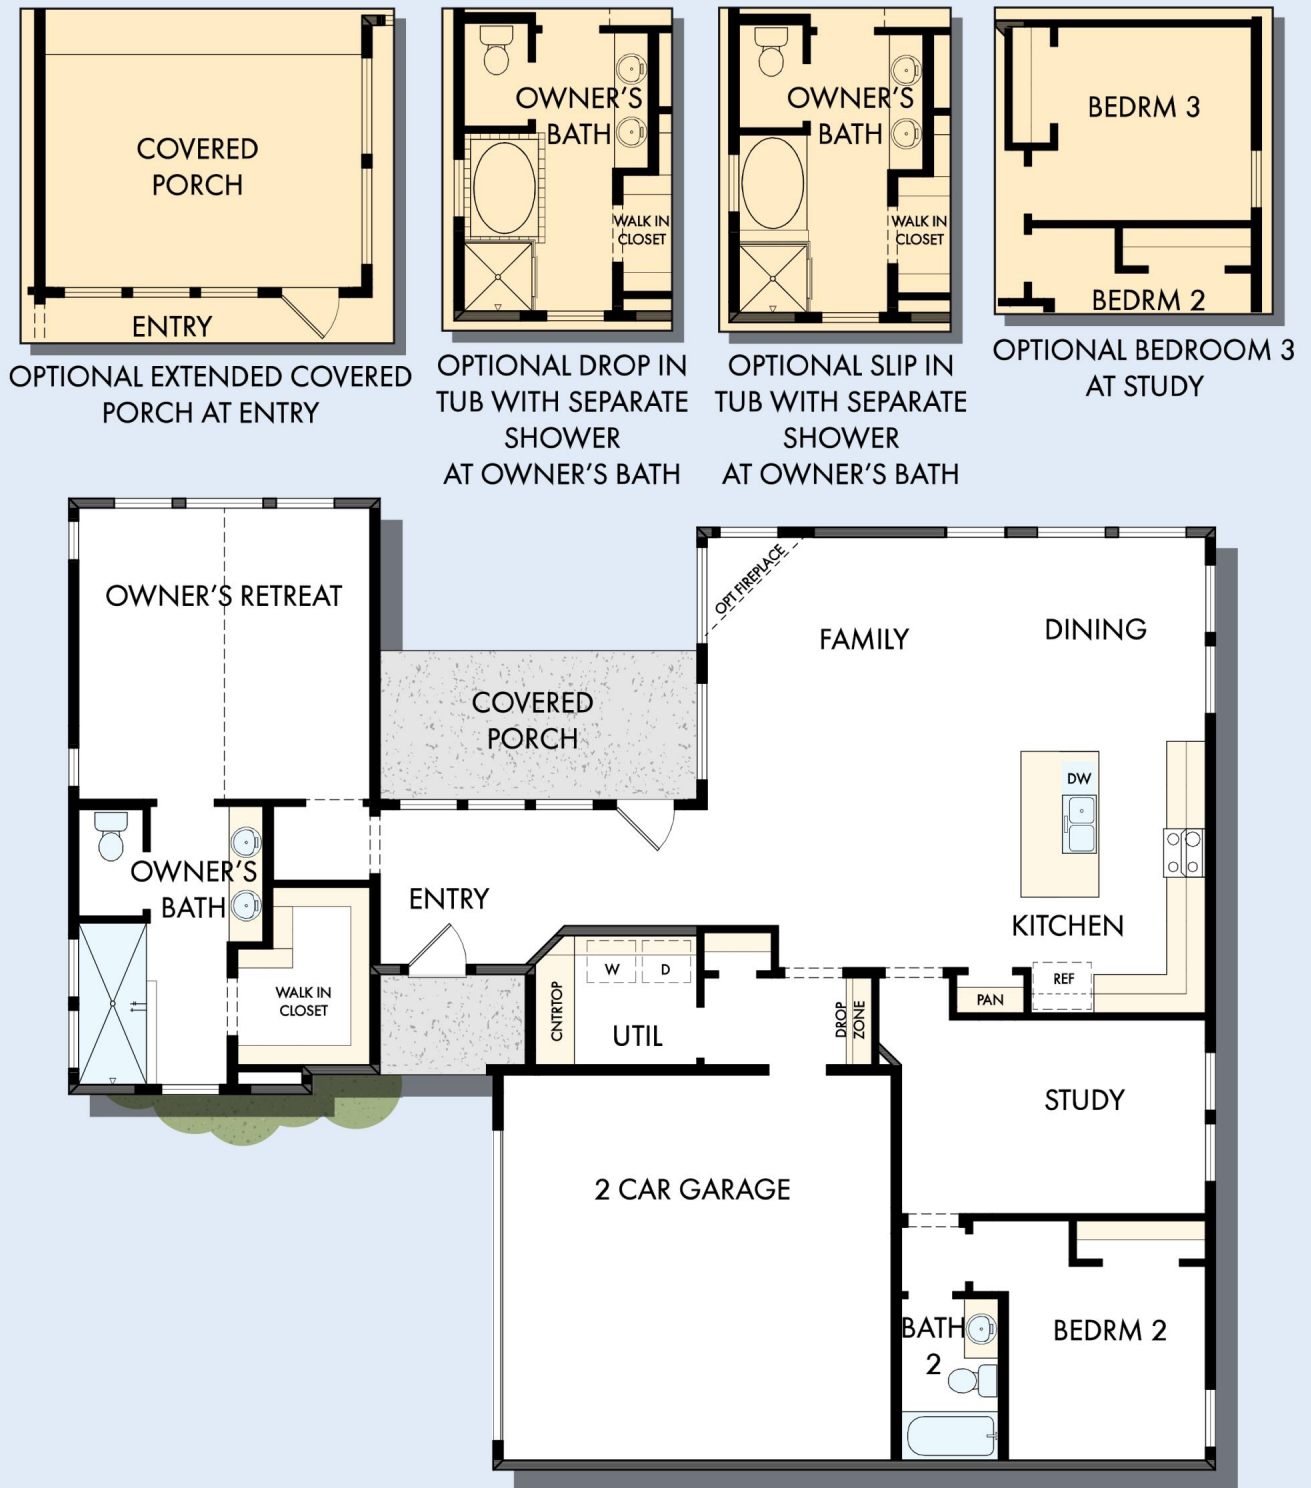 COVERED
PORCH
ENTRY
OPTIONAL EXTENDED COVERED
PORCH AT ENTRY
OWNER'S
BATH
WALK IN
CLOSET
OPTIONAL DROP IN
TUB WITH SEPARATE
SHOWER
AT OWNER'S BATH
OWNER'S
BATH
WALK IN
CLOSET
OPTIONAL SLIP IN
TUB WITH SEPARATE
SHOWER
AT OWNER'S BATH
BEDRM 3
BEDRM 2
OPTIONAL BEDROOM 3
AT STUDY
OWNER'S RETREAT
OPT FIREPLACE
FAMILY
DINING
COVERED
PORCH
DW
OWNER'S
BATH
ENTRY
KITCHEN
WALK IN
CLOSET
CNTRTOP
W
D
UTIL
DROP
ZONE
PAN
REF
STUDY
2 CAR GARAGE
BATH
2
BEDRM 2